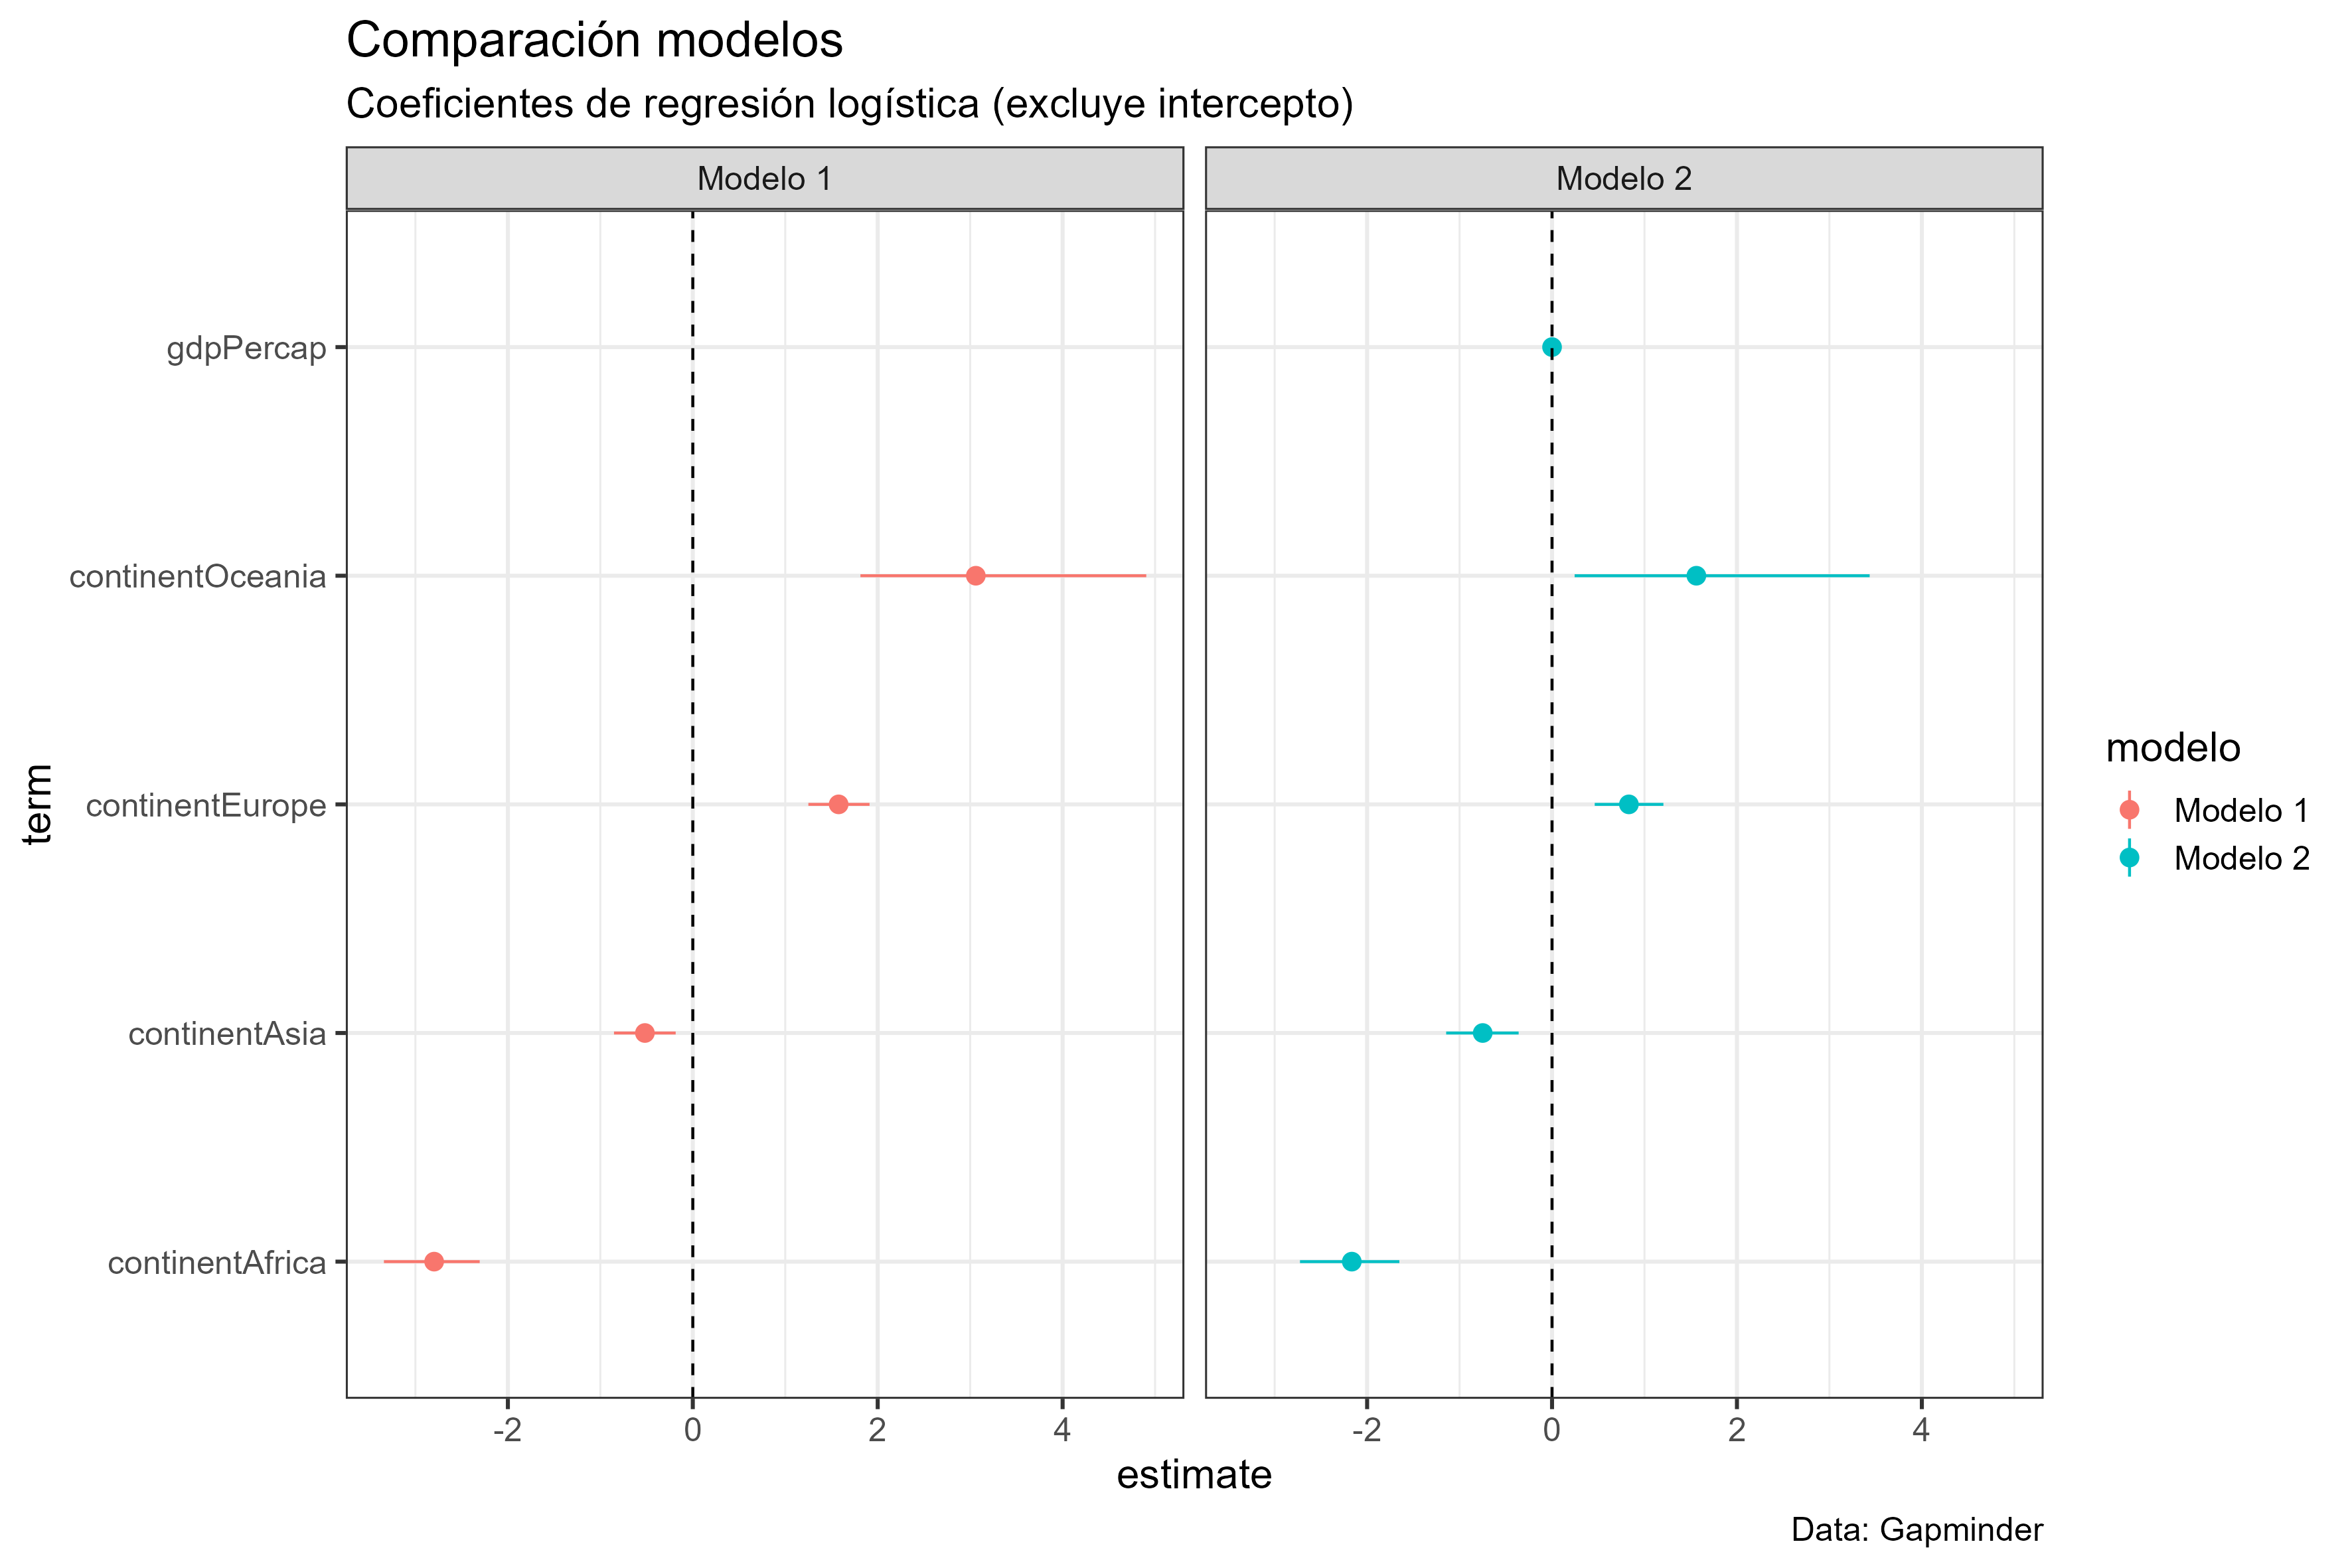 Comparación modelos
Coeficientes de regresión logística (excluye intercepto)
Modelo 1
Modelo 2
term
gdpPercap
continentOceania
continentEurope
continentAsia
continentAfrica
-2 0 2 4
-2 0 2 4
estimate
modelo
Modelo 1
Modelo 2
Data: Gapminder